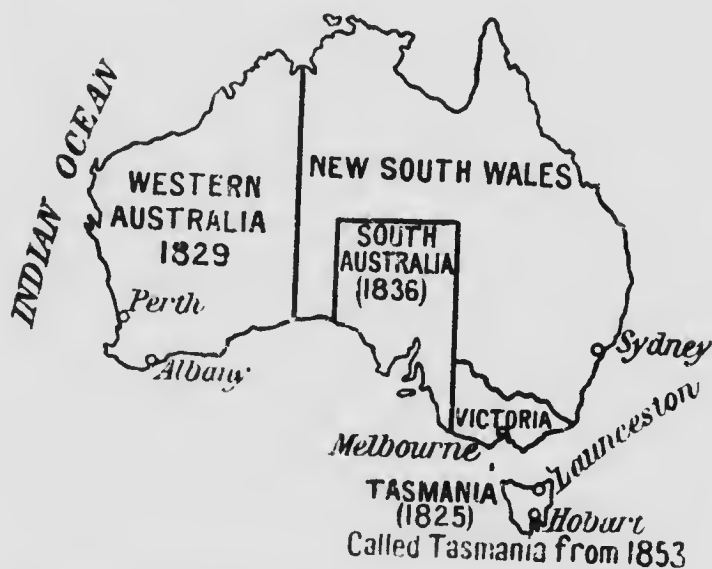 INDIAN OCEAN
WESTERN
AUSTRALIA
1829
NEW SOUTH WALES
SOUTH
AUSTRALIA
(1836)
Perth
Albany
Sydney
VICTORIA
Melbourne
Launceston
TASMANIA
(1825)
Hobart
Called Tasmania from 1853